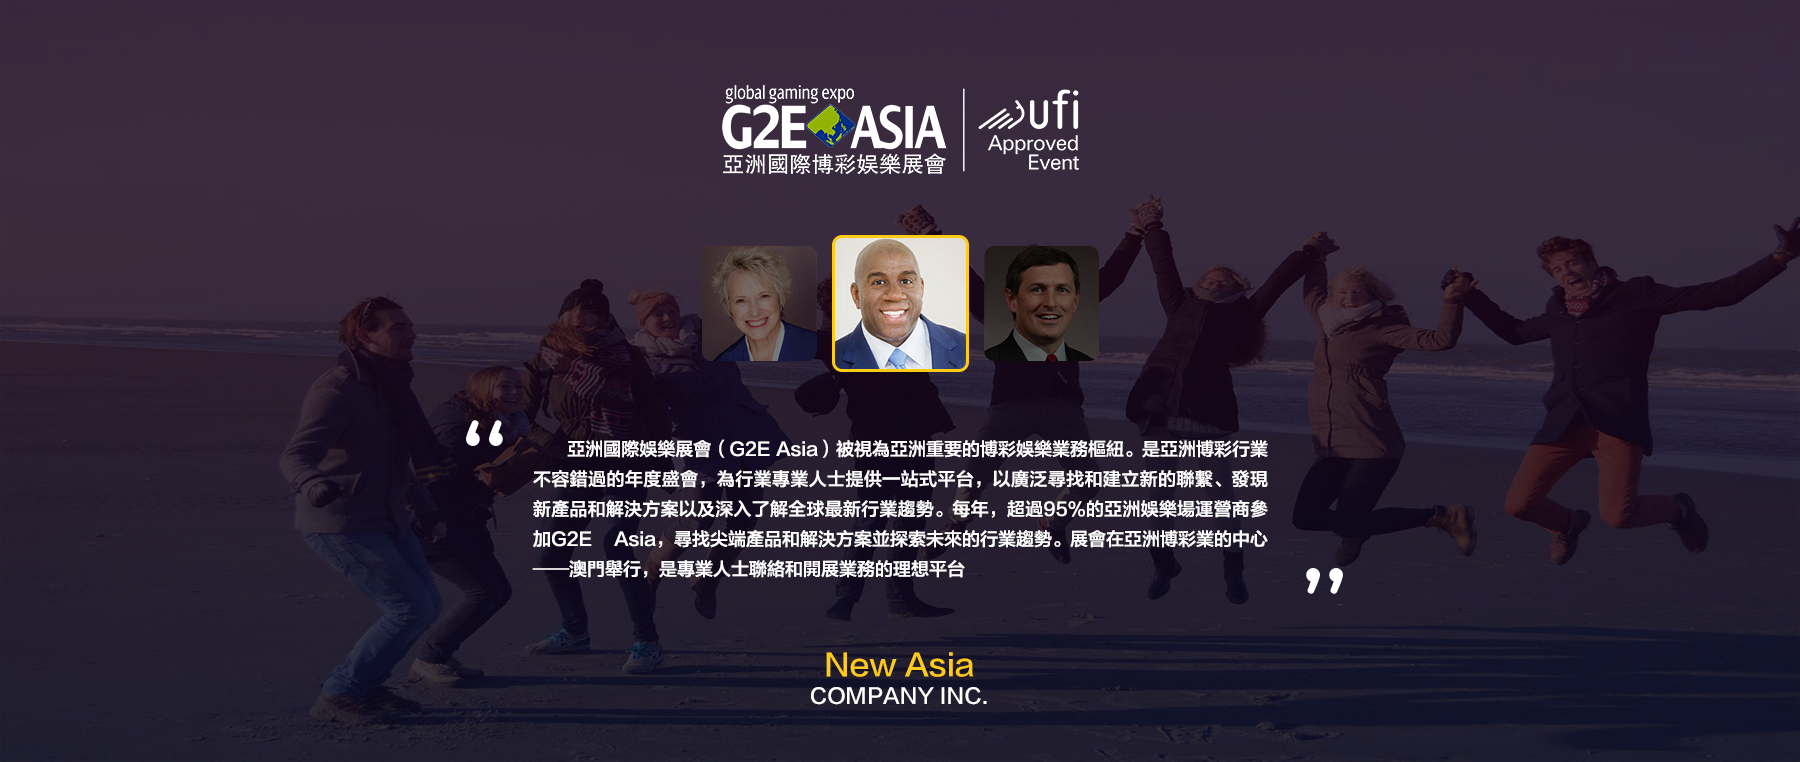 global gaming expo
G2E ASIA
亞洲國際博彩娛樂展會
ufi
Approved
Event
“
亞洲國際娛樂展會（G2E Asia）被視為亞洲重要的博彩娛樂業務樞紐。是亞洲博彩行業
不容錯過的年度盛會，為行業專業人士提供一站式平台，以廣泛尋找和建立新的聯繫、發現
新產品和解決方案以及深入了解全球最新行業趨勢。每年，超過95%的亞洲娛樂場運營商參
加G2E Asia，尋找尖端產品和解決方案並探索未來的行業趨勢。展會在亞洲博彩業的中心
——澳門舉行，是專業人士聯絡和開展業務的理想平台
”
New Asia
COMPANY INC.